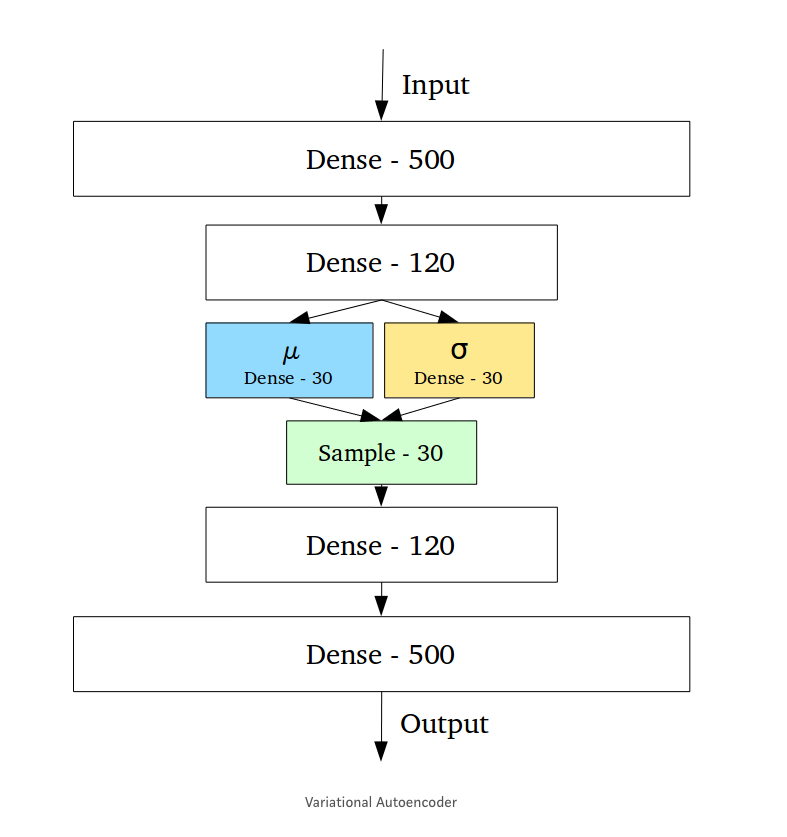 Input
Dense - 500
Dense - 120
μ
Dense - 30
σ
Dense - 30
Sample - 30
Dense - 120
Dense - 500
Output
Variational Autoencoder